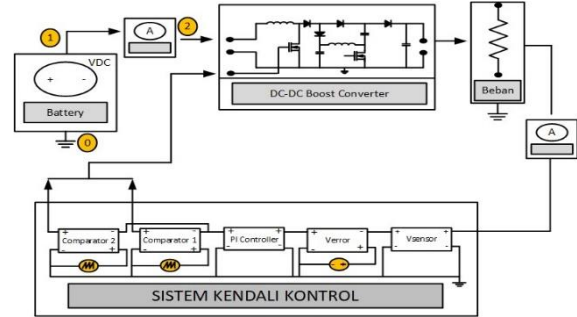 1
A
2
VDC
+ -
Battery
0
DC-DC Boost Converter
Beban
A
+ -
Comparator 2
- +
+ -
Comparator 1
- +
+ +
PI Controller
- -
+ +
Verror
- +
+ +
Vsensor
- -
- +
SISTEM KENDALI KONTROL